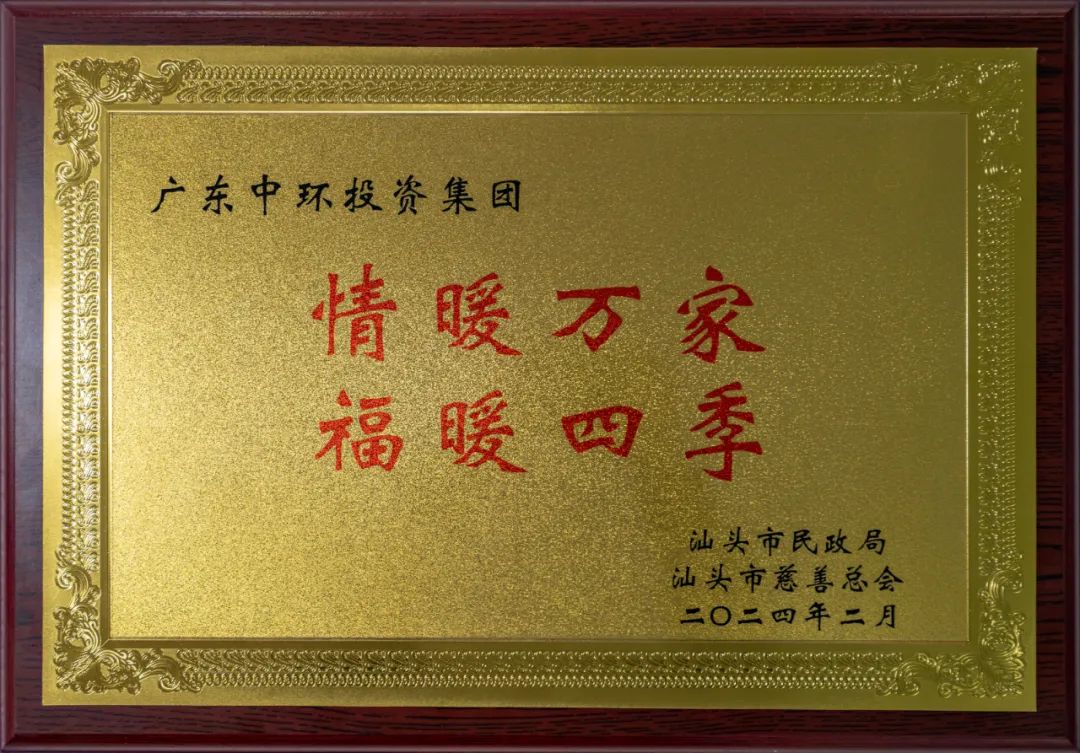 广东中环投资集团
情暖万家
福暖四季
汕头市民政局
汕头市慈善总会
二〇二四年二月